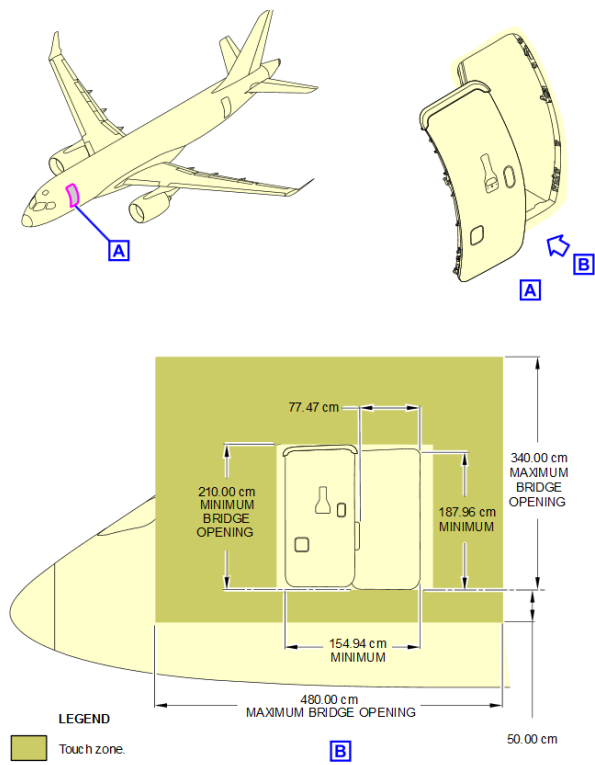 A
B
A
77.47 cm
340.00 cm
MAXIMUM
BRIDGE
OPENING
210.00 cm
MINIMUM
BRIDGE
OPENING
187.96 cm
MINIMUM
154.94 cm
MINIMUM
480.00 cm
MAXIMUM BRIDGE OPENING
50.00 cm
LEGEND
Touch zone.
B